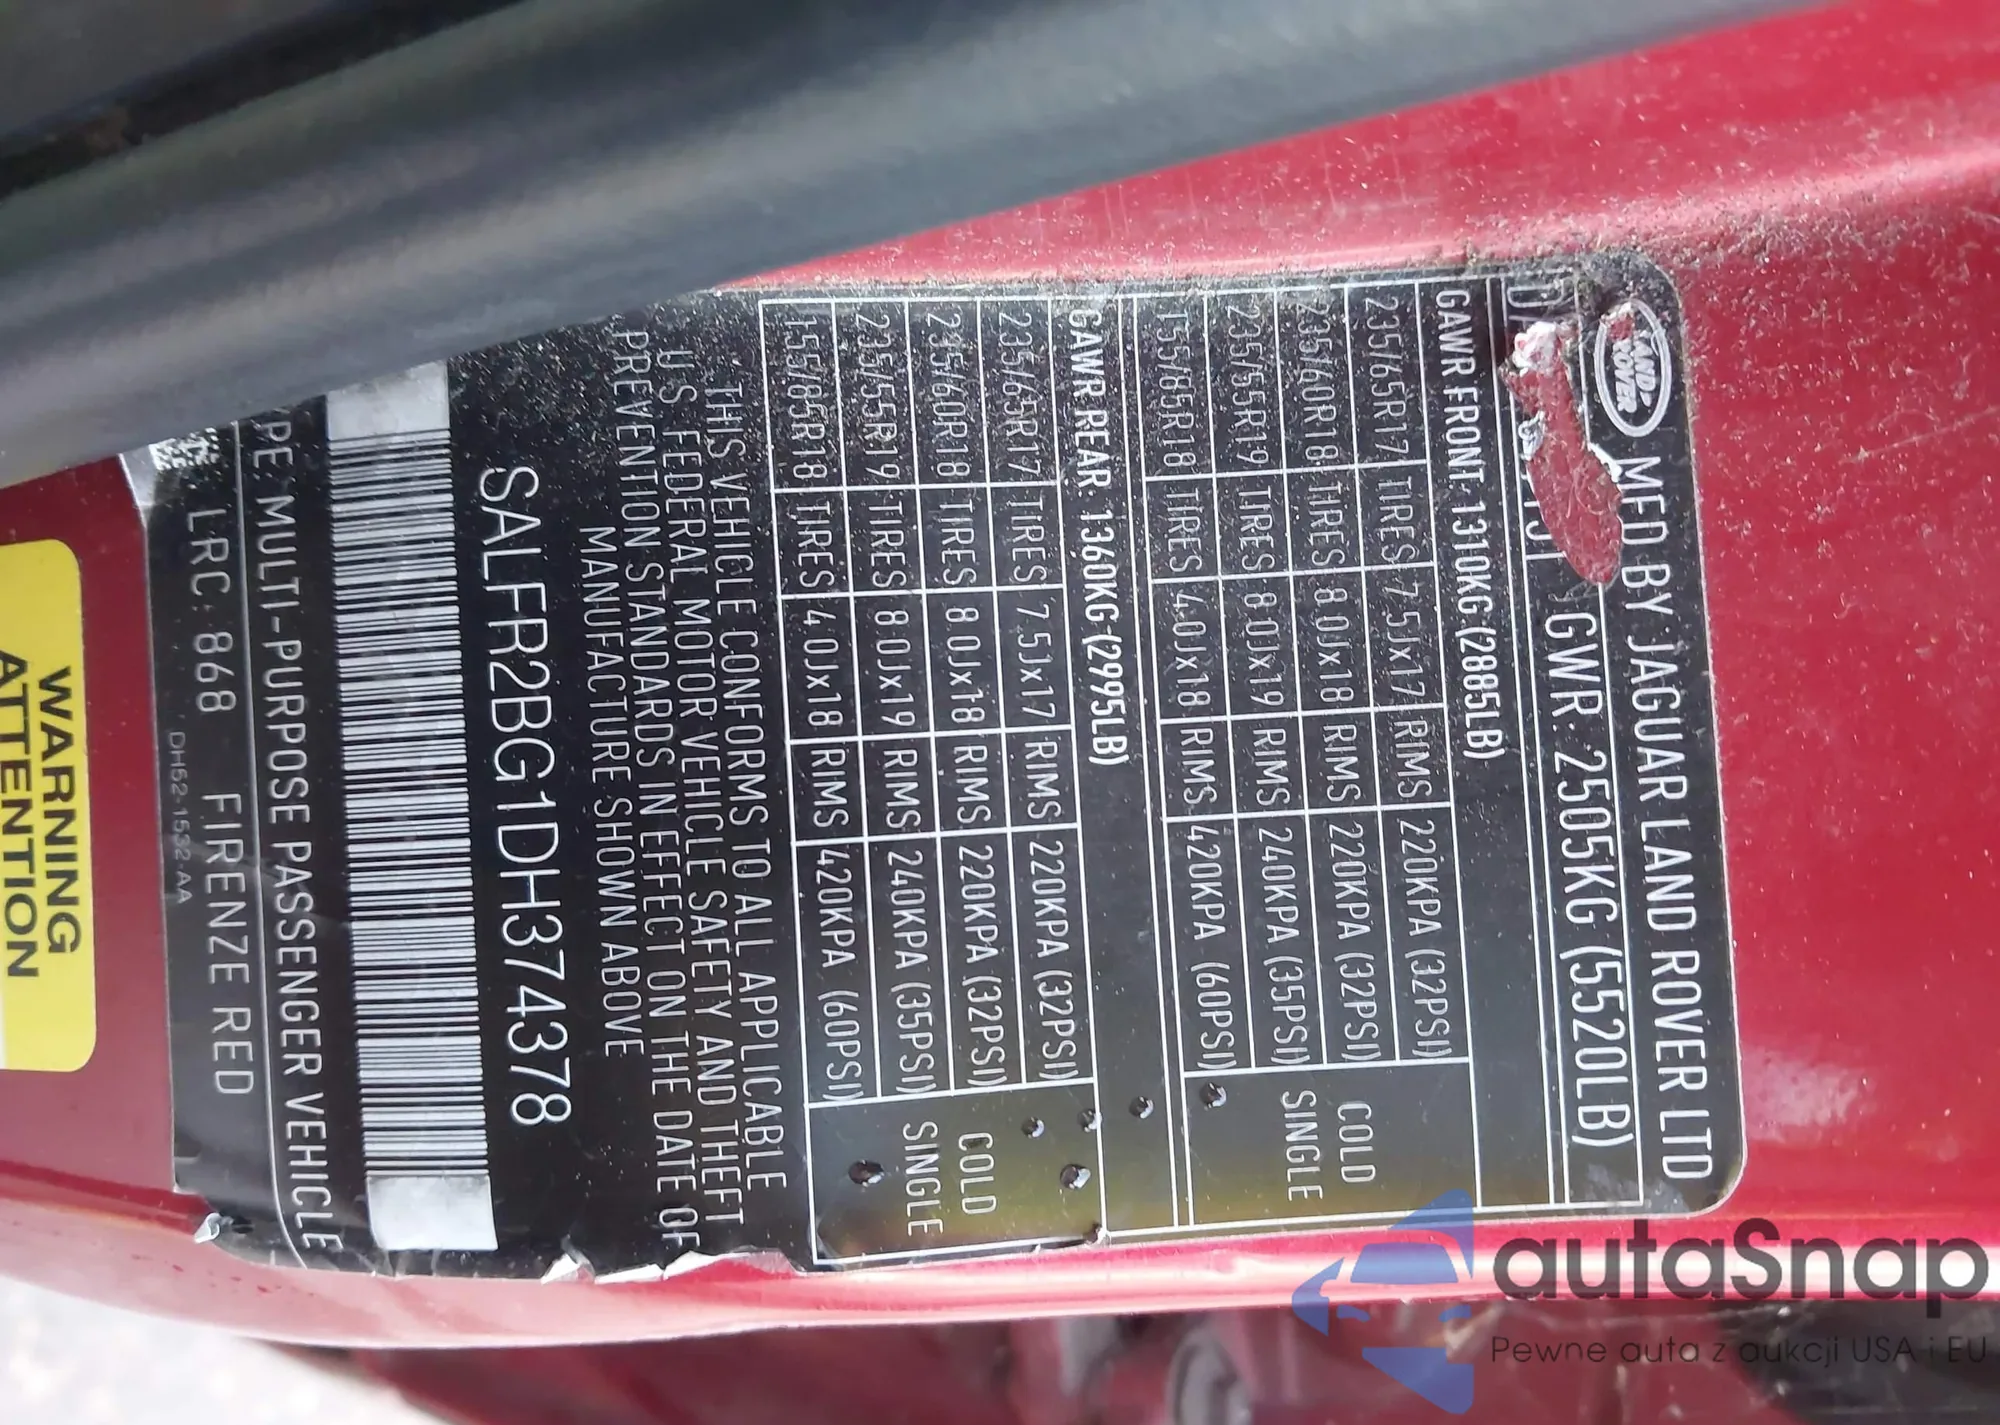 LAND ROVER
MFD BY JAGUAR LAND ROVER LTD
GWR: 2505KG (5520LB)
GAWR FRONT: 1310KG (2885LB)
235/65R17 TIRES 7.5Jx17 RIMS 220KPA (32PSI)
235/60R18 TIRES 8.0Jx18 RIMS 220KPA (32PSI)
235/55R19 TIRES 8.0Jx19 RIMS 240KPA (35PSI)
155/85R18 TIRES 4.0Jx18 RIMS 420KPA (60PSI)
COLD
SINGLE
GAWR REAR: 1360KG (2995LB)
235/65R17 TIRES 7.5Jx17 RIMS 220KPA (32PSI)
235/60R18 TIRES 8.0Jx18 RIMS 220KPA (32PSI)
235/55R19 TIRES 8.0Jx19 RIMS 240KPA (35PSI)
155/85R18 TIRES 4.0Jx18 RIMS 420KPA (60PSI)
COLD
SINGLE
THIS VEHICLE CONFORMS TO ALL APPLICABLE
U S FEDERAL MOTOR VEHICLE SAFETY AND THEFT
PREVENTION STANDARDS IN EFFECT ON THE DATE OF
MANUFACTURE SHOWN ABOVE
SALFR2BG1DH374378
PE: MULTI-PURPOSE PASSENGER VEHICLE
LRC: 868 FIRENZE RED
DH52-1532AA
WARNING
ATTENTION
autaSnap
Pewne auta z aukcji USA i EU